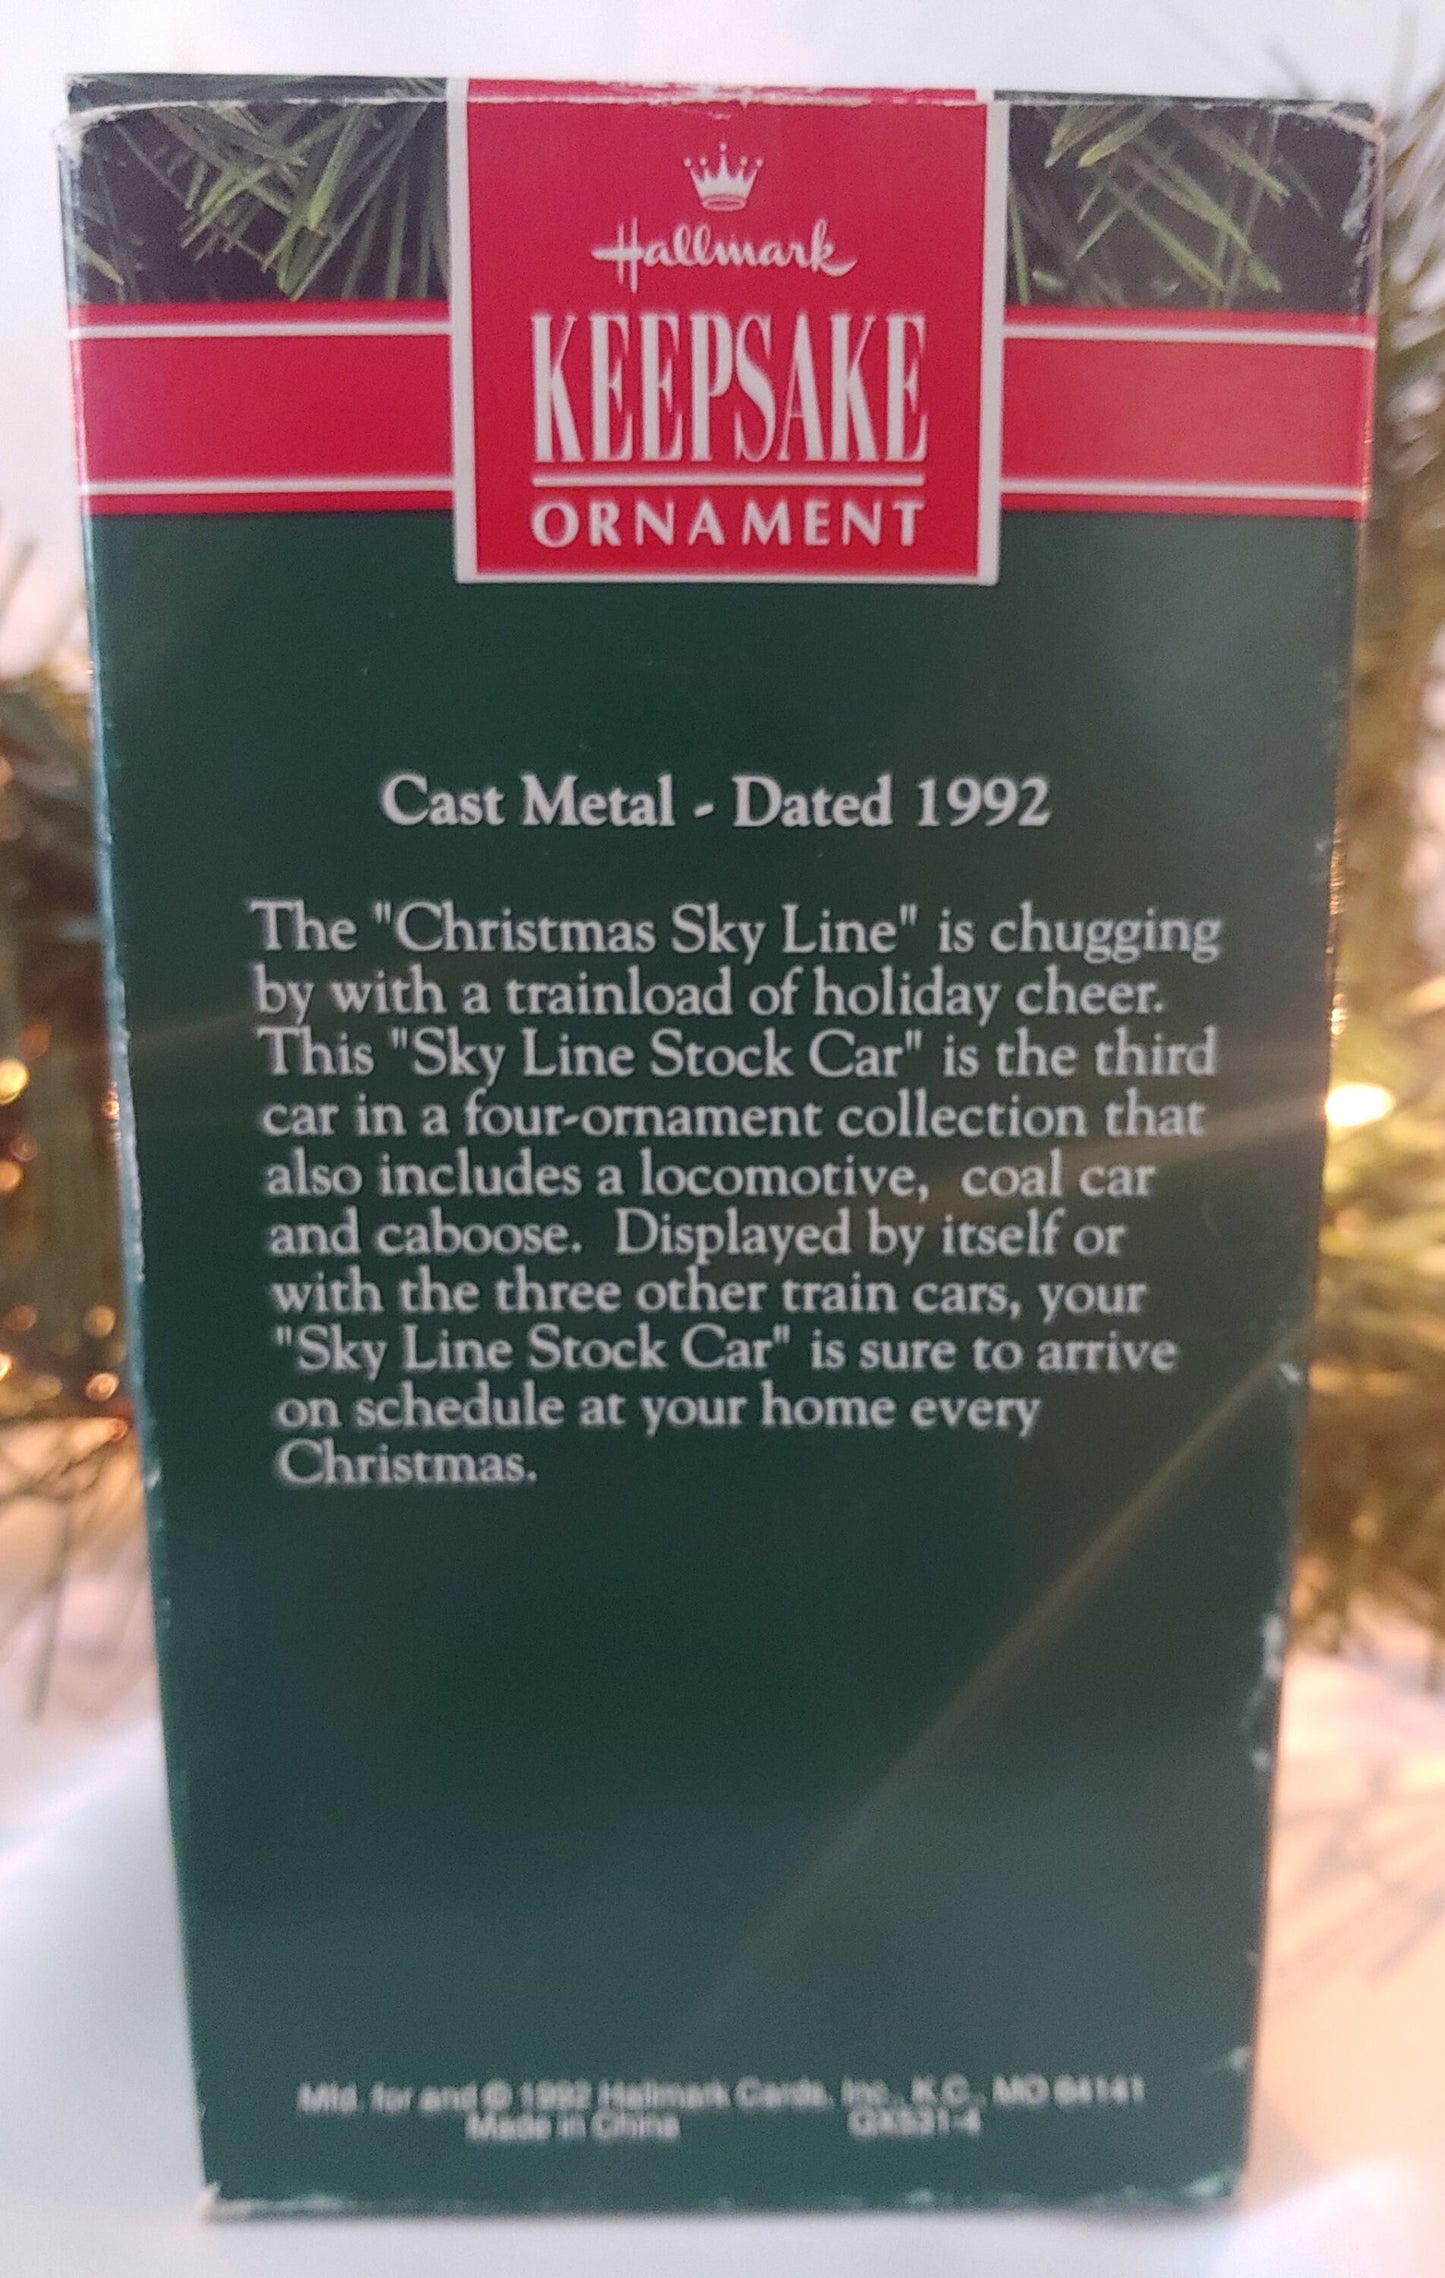 Hallmark
KEEPSAKE
ORNAMENT
Cast Metal - Dated 1992
The "Christmas Sky Line" is chugging
by with a trainload of holiday cheer.
This "Sky Line Stock Car" is the third
car in a four-ornament collection that
also includes a locomotive, coal car
and caboose. Displayed by itself or
with the three other train cars, your
"Sky Line Stock Car" is sure to arrive
on schedule at your home every
Christmas.
Mfd. for and © 1992 Hallmark Cards, Inc., K.C., MO 64141
Made in China